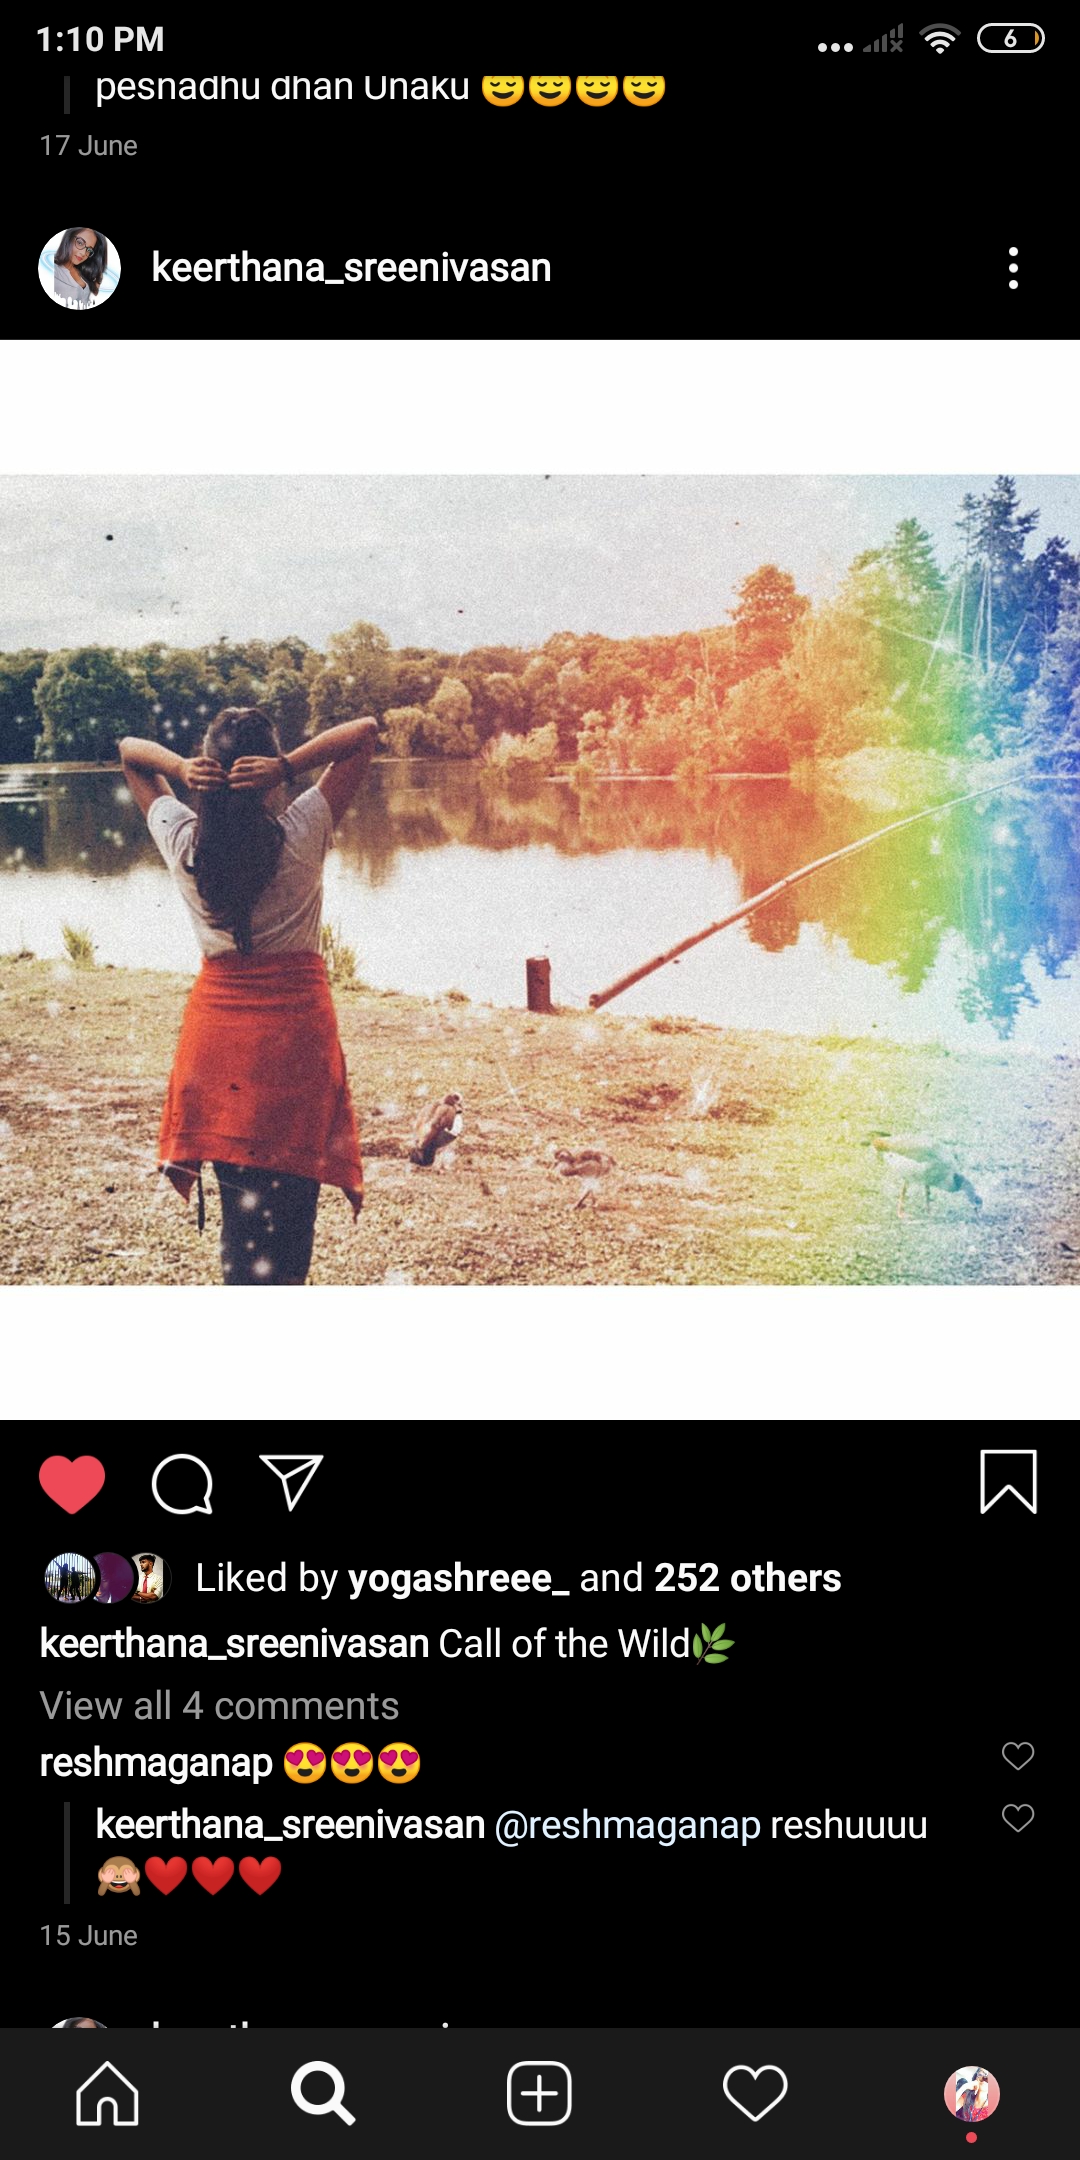 1:10 PM
6
pesnadhu dhan Unaku 😌😌😌😌
17 June
keerthana_sreenivasan
Liked by yogashreee_ and 252 others
keerthana_sreenivasan Call of the Wild🌿
View all 4 comments
reshmaganap 😍😍😍
keerthana_sreenivasan @reshmaganap reshuuuu
🙈❤️❤️❤️
15 June